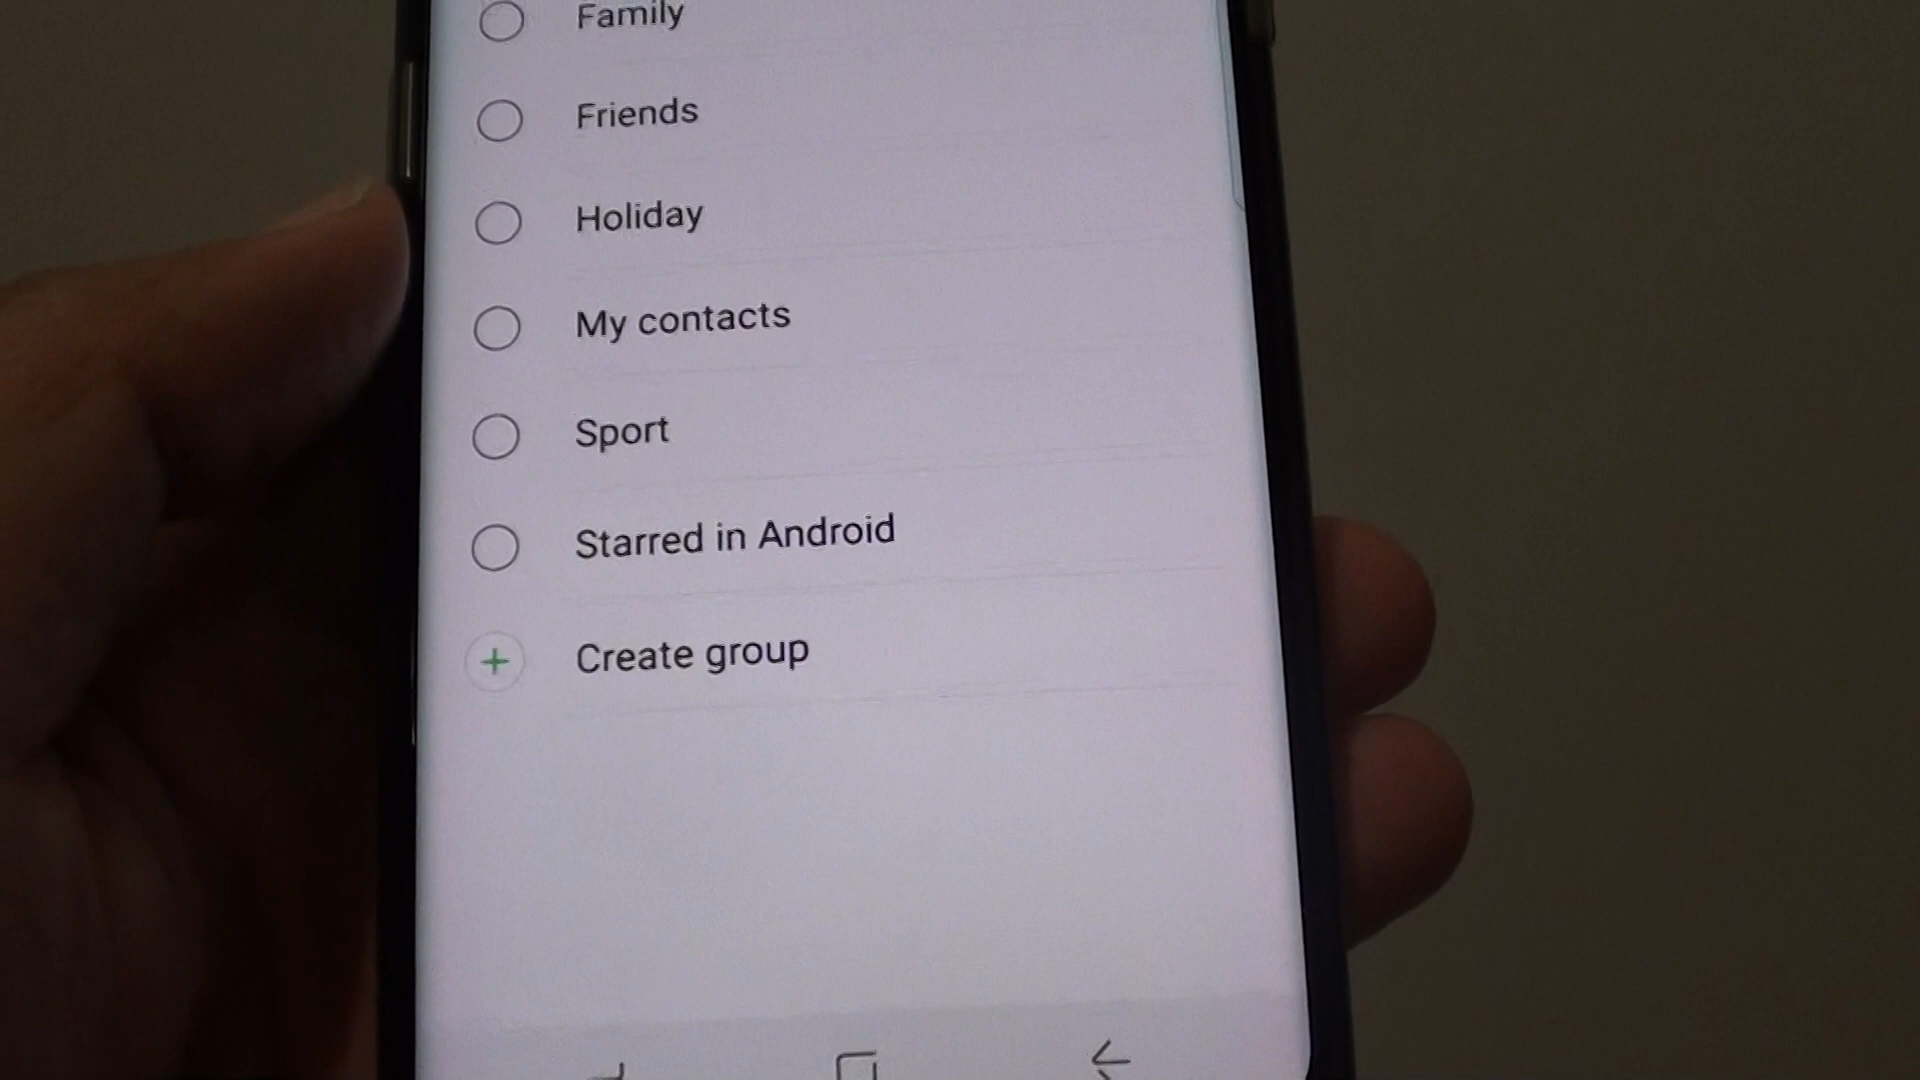 Family
Friends
Holiday
My contacts
Sport
Starred in Android
Create group